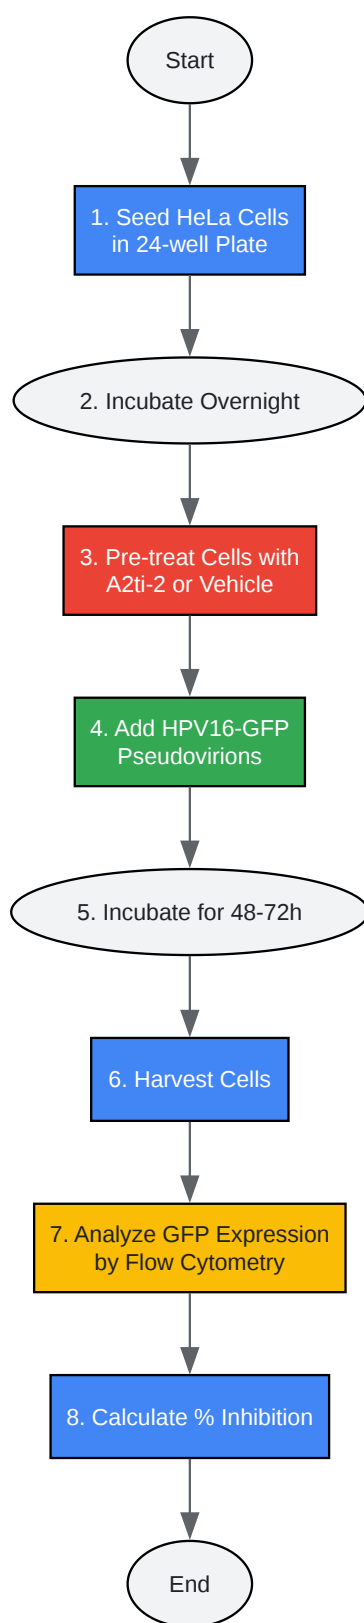 Start
1. Seed HeLa Cells
in 24-well Plate
2. Incubate Overnight
3. Pre-treat Cells with
A2ti-2 or Vehicle
4. Add HPV16-GFP
Pseudovirions
5. Incubate for 48-72h
6. Harvest Cells
7. Analyze GFP Expression
by Flow Cytometry
8. Calculate % Inhibition
End